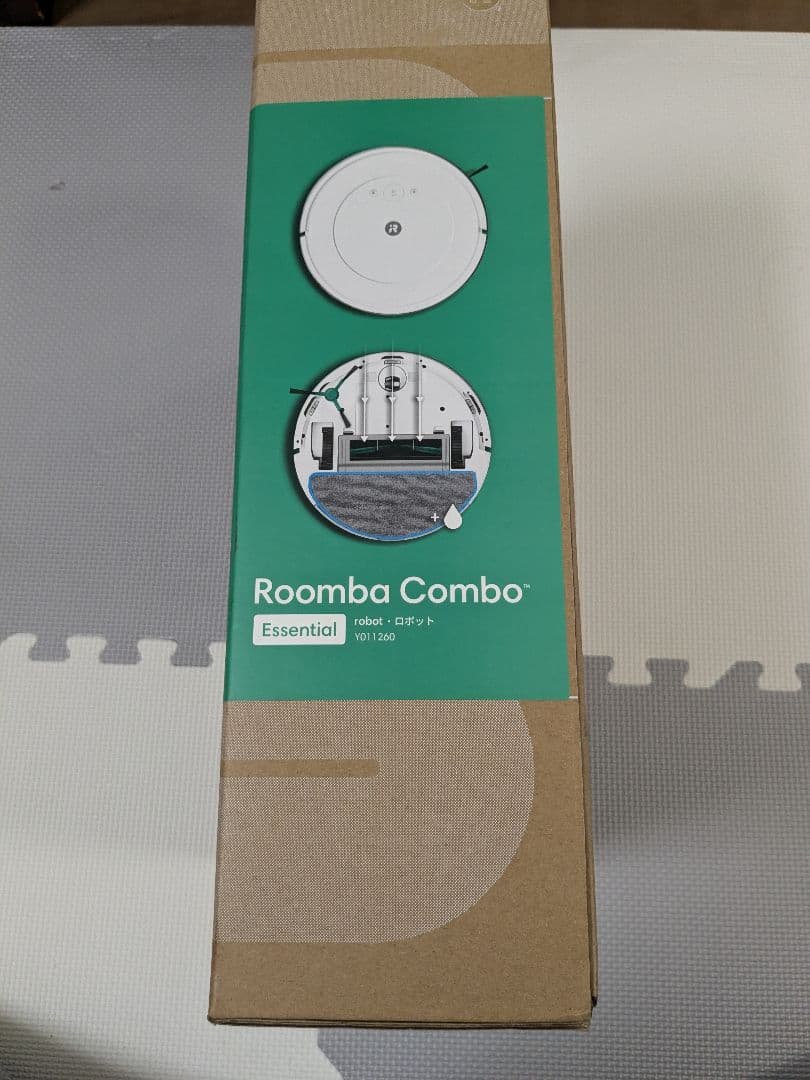 Roomba Combo™
Essential
robot・ロボット
Y011260